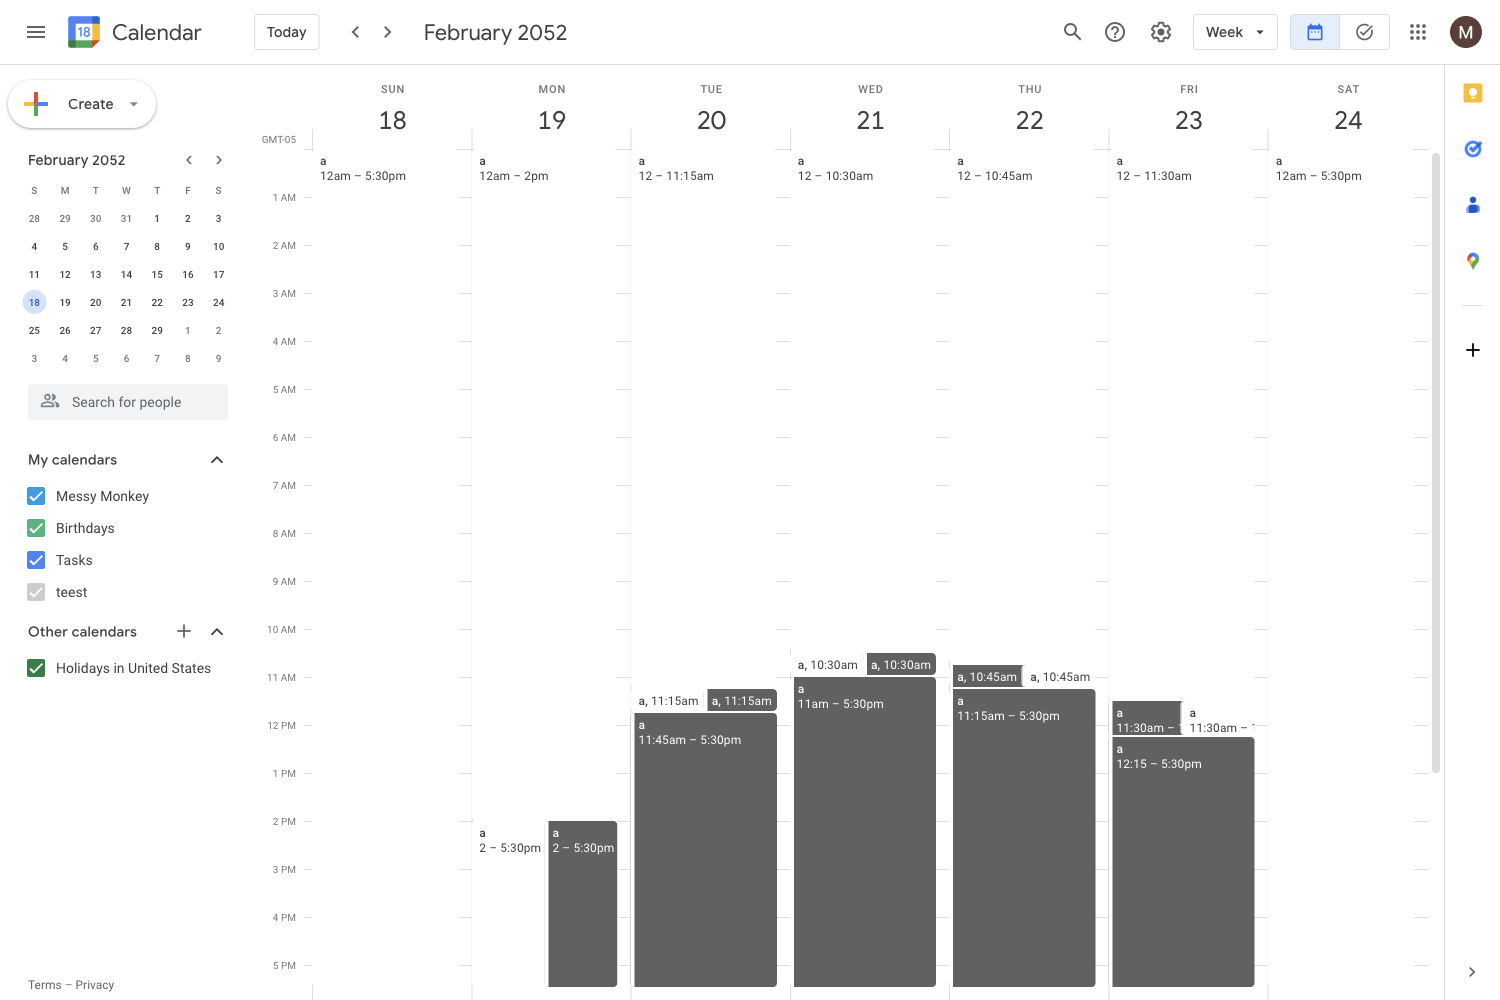 18
Calendar
Today
February 2052
Week
M
Create
February 2052
S M T W T F S
28 29 30 31 1 2 3
4 5 6 7 8 9 10
11 12 13 14 15 16 17
18 19 20 21 22 23 24
25 26 27 28 29 1 2
3 4 5 6 7 8 9
Search for people
My calendars
Messy Monkey
Birthdays
Tasks
teest
Other calendars
Holidays in United States
Terms – Privacy
GMT-05
SUN MON TUE WED THU FRI SAT
18 19 20 21 22 23 24
1 AM
2 AM
3 AM
4 AM
5 AM
6 AM
7 AM
8 AM
9 AM
10 AM
11 AM
12 PM
1 PM
2 PM
3 PM
4 PM
5 PM
a
12am – 5:30pm
a
12am – 2pm
a
2 – 5:30pm
a
2 – 5:30pm
a
12 – 11:15am
a, 11:15am
a, 11:15am
a
11:45am – 5:30pm
a
12 – 10:30am
a, 10:30am
a, 10:30am
a
11am – 5:30pm
a
12 – 10:45am
a, 10:45am
a, 10:45am
a
11:15am – 5:30pm
a
12 – 11:30am
a
11:30am –
a
11:30am –
a
12:15 – 5:30pm
a
12am – 5:30pm